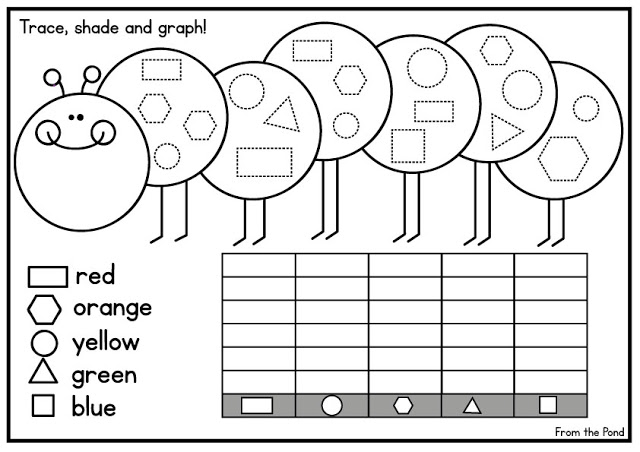 Trace, shade and graph!
red
orange
yellow
green
blue
From the Pond